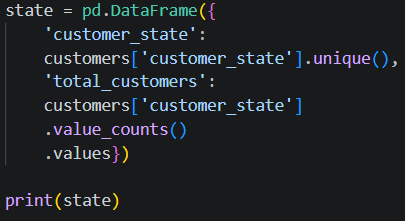 state = pd.DataFrame({
    'customer_state':
    customers['customer_state'].unique(),
    'total_customers':
    customers['customer_state']
    .value_counts()
    .values})

print(state)